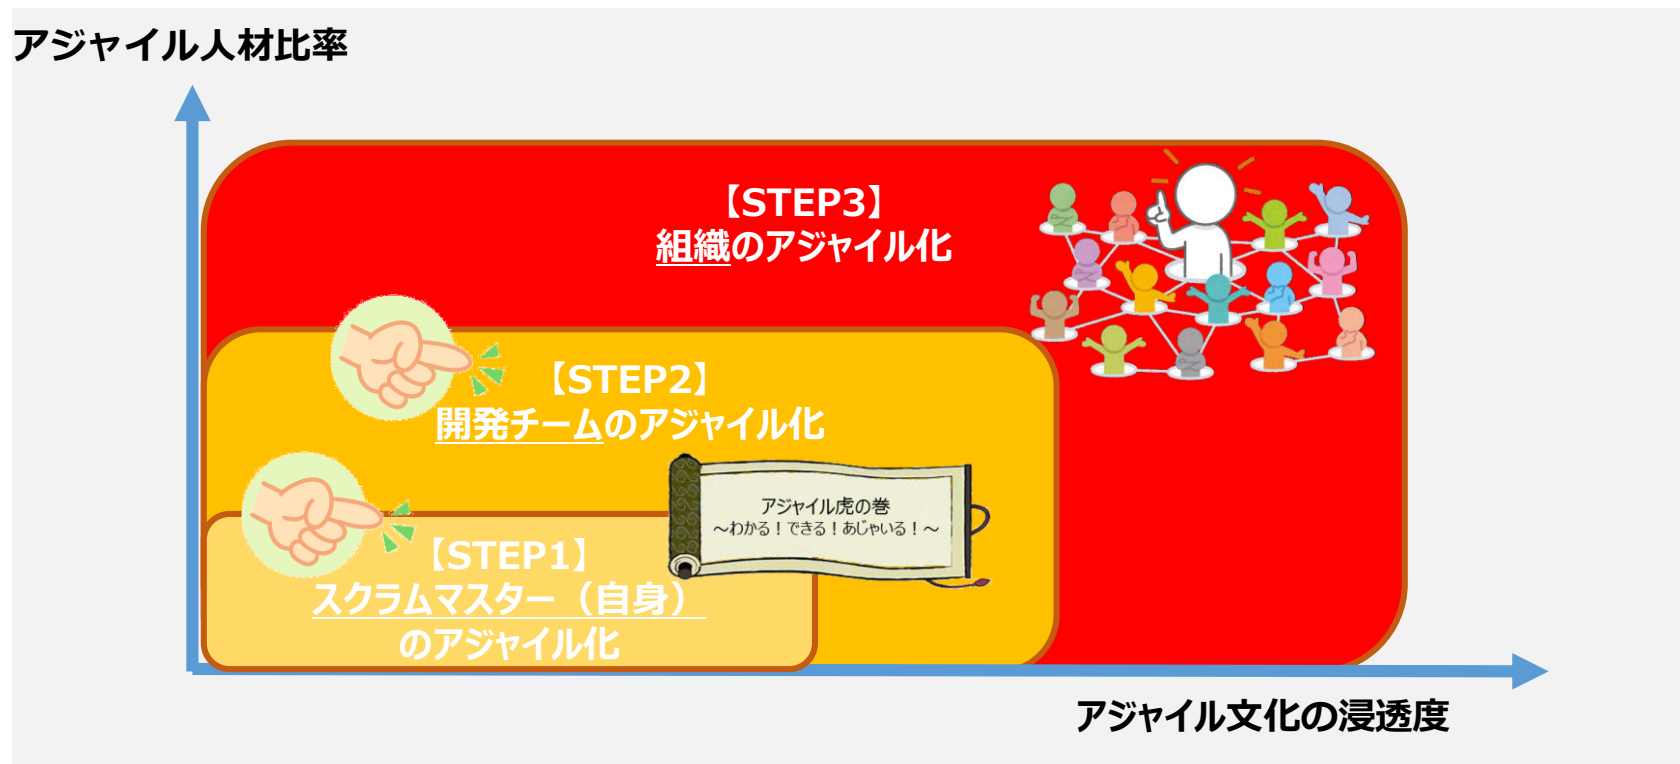 アジャイル人材比率
【STEP3】
組織のアジャイル化
【STEP2】
開発チームのアジャイル化
アジャイル虎の巻
～わかる！できる！あじゃいる！～
【STEP1】
スクラムマスター（自身）
のアジャイル化
アジャイル文化の浸透度